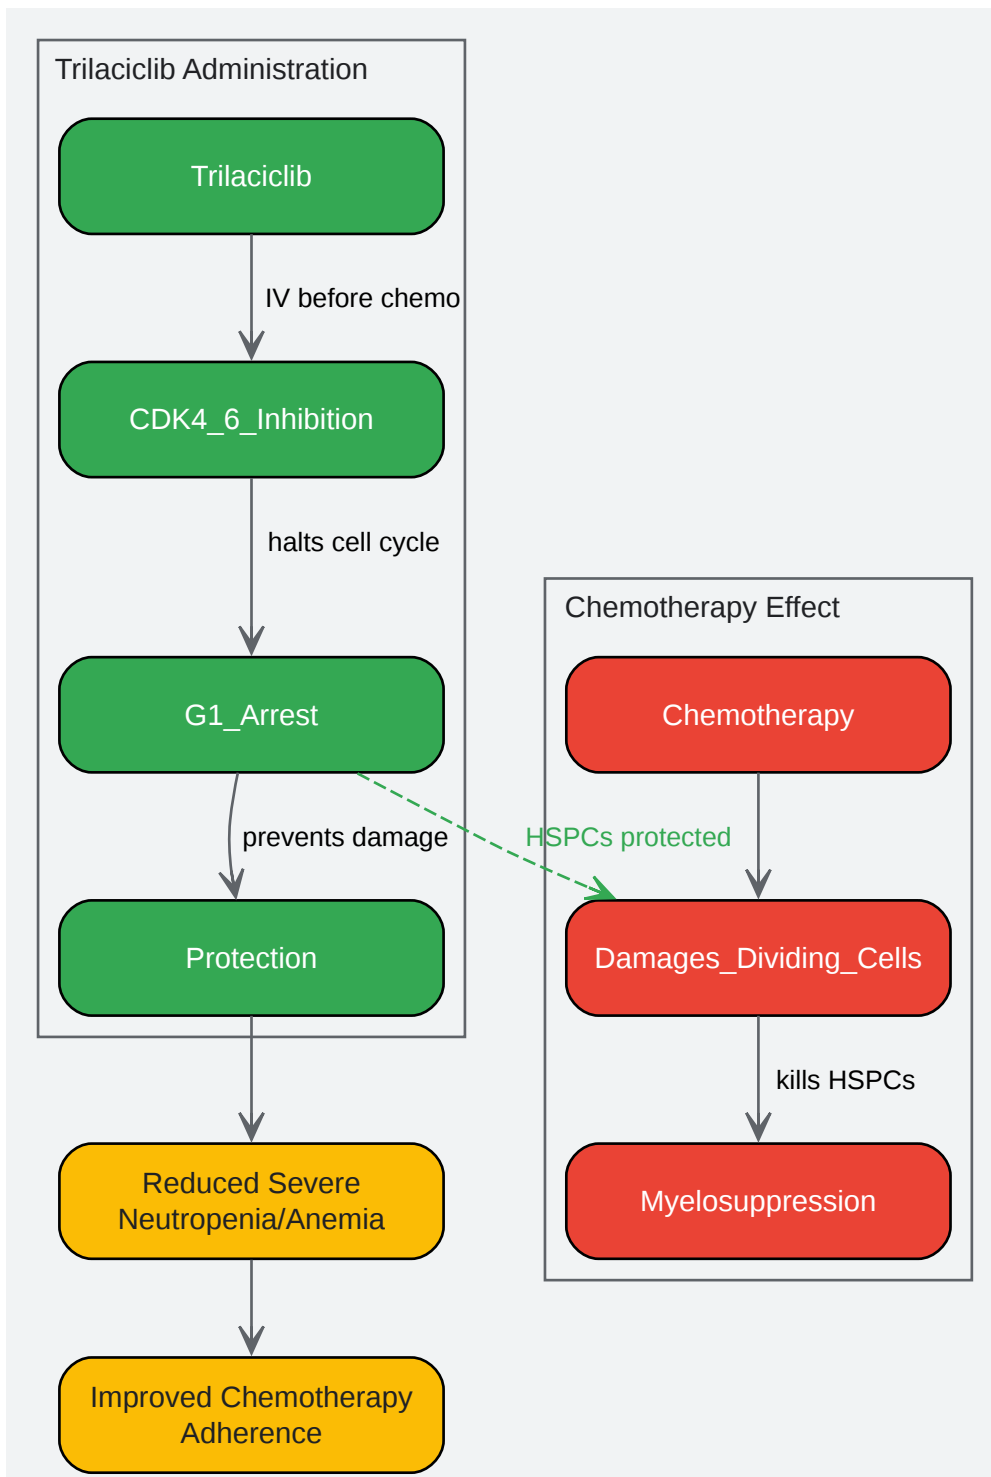 Trilaciclib Administration
Trilaciclib
IV before chemo
CDK4_6_Inhibition
halts cell cycle
G1_Arrest
prevents damage
Protection
Reduced Severe
Neutropenia/Anemia
Improved Chemotherapy
Adherence
HSPCs protected
Chemotherapy Effect
Chemotherapy
Damages_Dividing_Cells
kills HSPCs
Myelosuppression